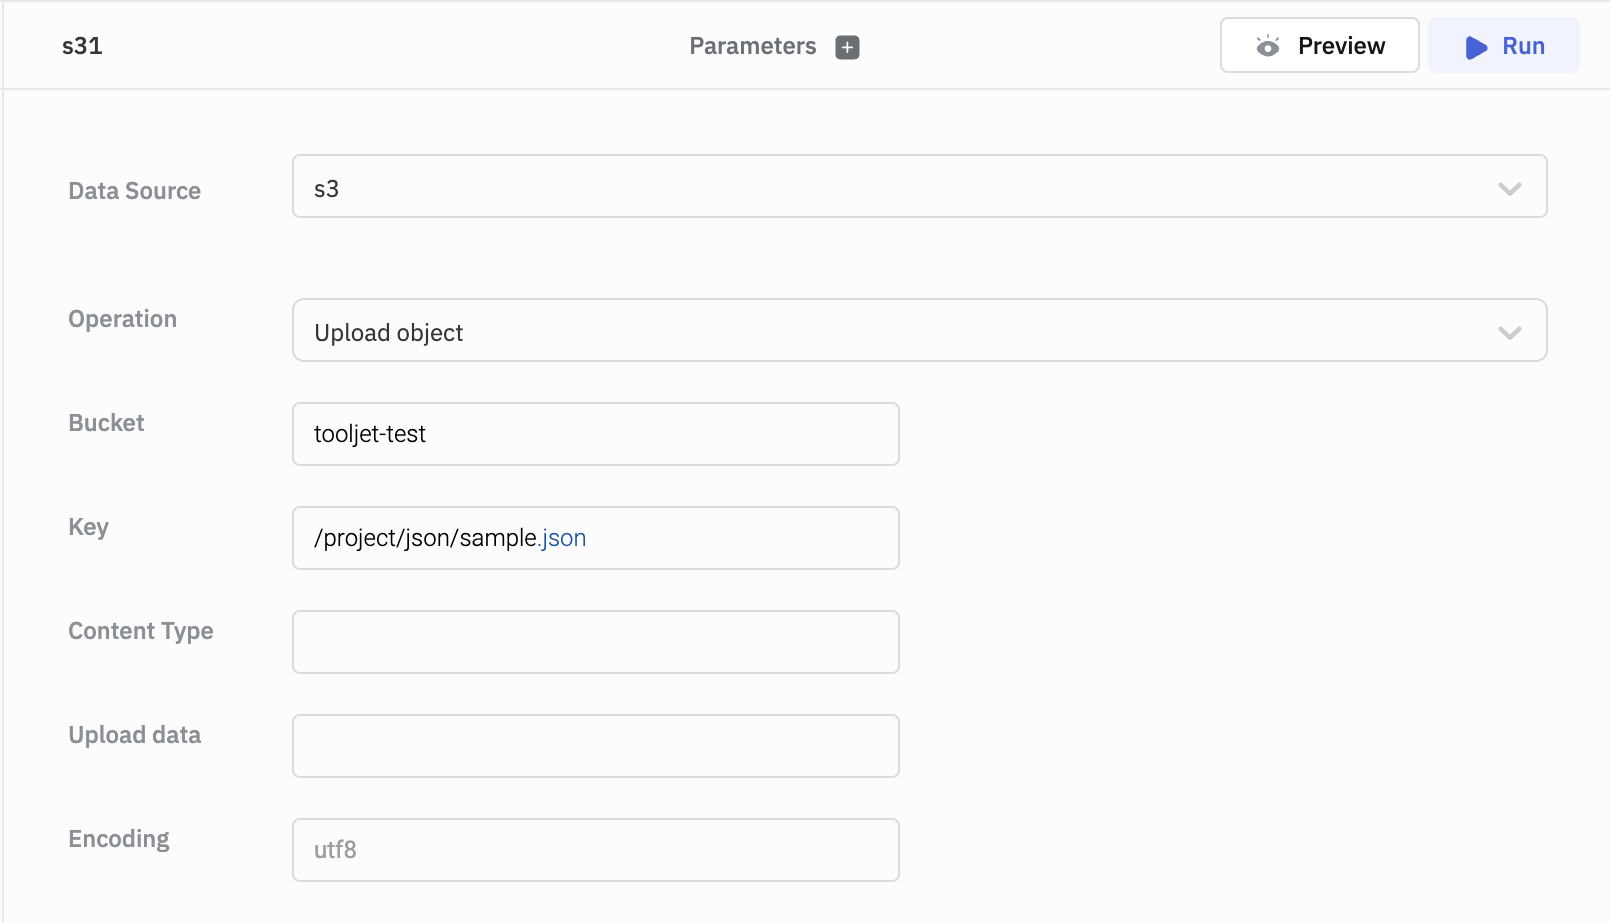 s31
Parameters
Preview
Run
Data Source
s3
Operation
Upload object
Bucket
tooljet-test
Key
/project/json/sample.json
Content Type
Upload data
Encoding
utf8